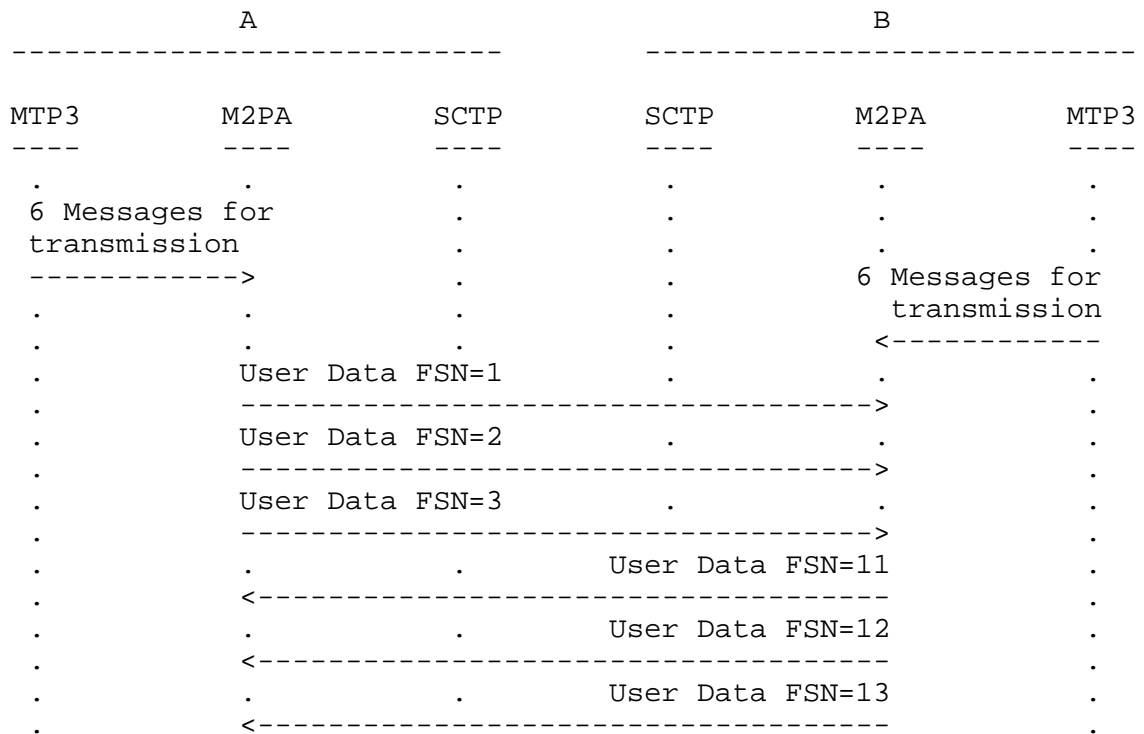 A B
---------------------------- ----------------------------
MTP3 M2PA SCTP SCTP M2PA MTP3
---- ---- ---- ---- ---- ----
. . . . . .
6 Messages for . . . .
transmission . . . .
------------> . . 6 Messages for
. . . . transmission
. . . . <------------
. User Data FSN=1 . . .
. ------------------------------------> .
. User Data FSN=2 . . .
. ------------------------------------> .
. User Data FSN=3 . . .
. ------------------------------------> .
. . . User Data FSN=11 .
. <------------------------------------ .
. . . User Data FSN=12 .
. <------------------------------------ .
. . . User Data FSN=13 .
. <------------------------------------ .